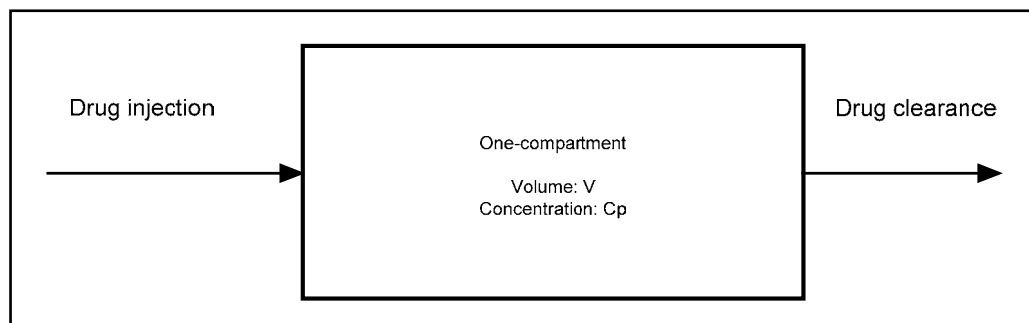 Drug injection
Drug clearance
One-compartment
Volume: V
Concentration: Cp